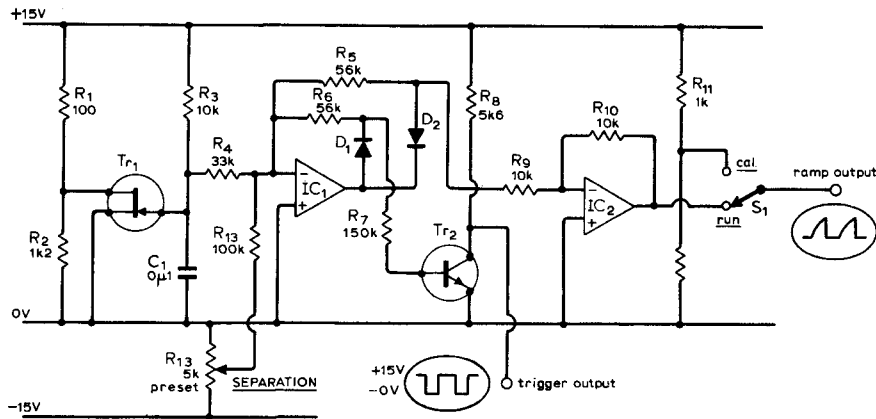 +15V
R1
100
R3
10k
R5
56k
R6
56k
R8
5k6
R11
1k
Tr1
R4
33k
D1
D2
R10
10k
cal
IC1
R9
10k
IC2
S1
run
ramp output
R2
1k2
C1
0µ1
R13
100k
R7
150k
Tr2
0V
R13
5k
preset
SEPARATION
+15V
-0V
trigger output
-15V